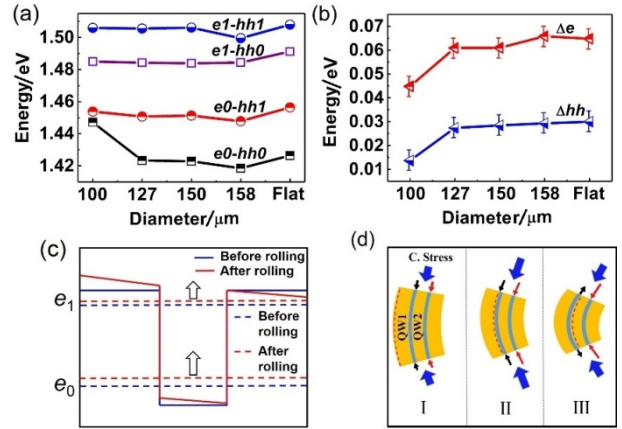 (a)
Energy/eV
1.50
1.48
1.46
1.44
1.42
e1-hh1
e1-hh0
e0-hh1
e0-hh0
100 127 150 158 Flat
Diameter/μm
(b)
Energy/eV
0.07
0.06
0.05
0.04
0.03
0.02
0.01
Δe
Δhh
100 127 150 158 Flat
Diameter/μm
(c)
Before rolling
After rolling
e1
Before
rolling
After
rolling
e0
(d)
C. Stress
QW1
QW2
I II III